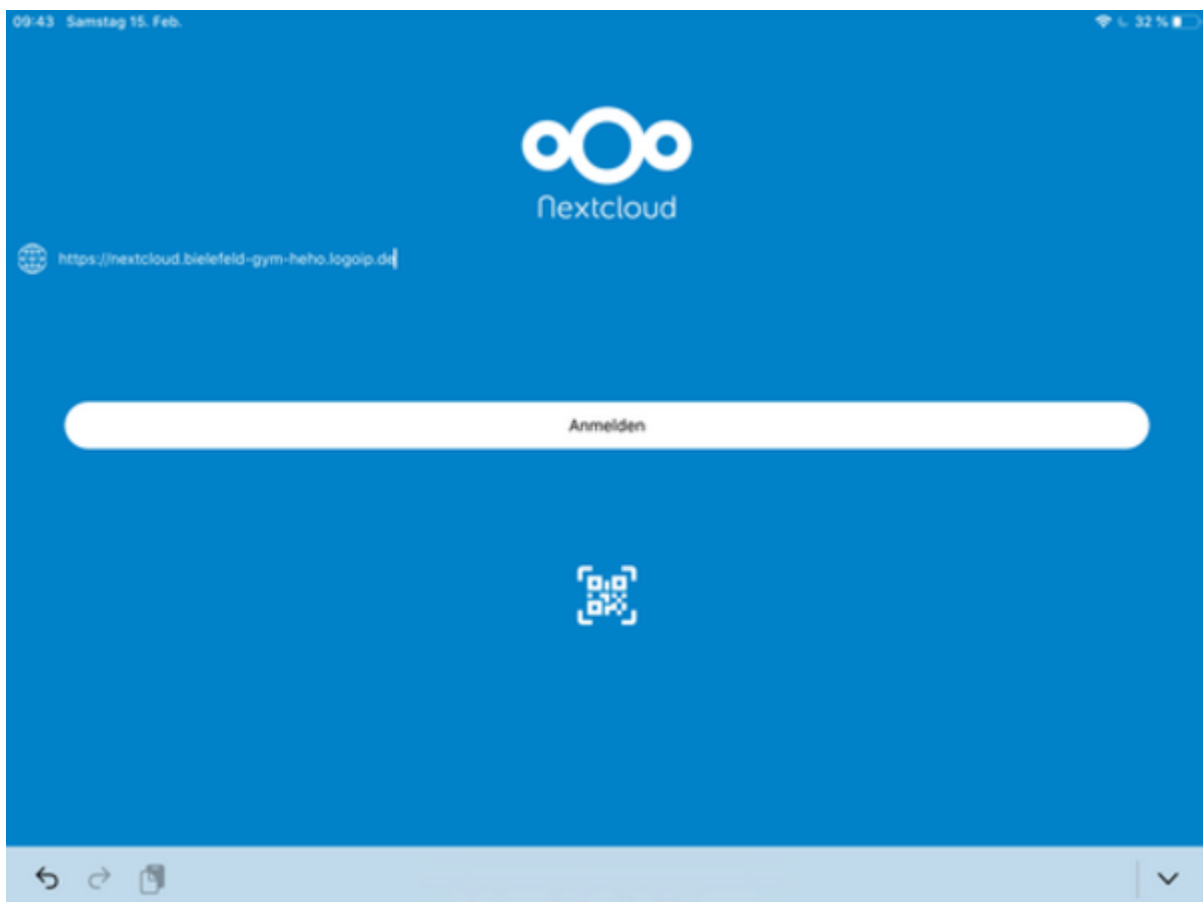 09:43 Samstag 15. Feb.
32 %
Nextcloud
https://nextcloud.bielefeld-gym-heho.logoip.de
Anmelden